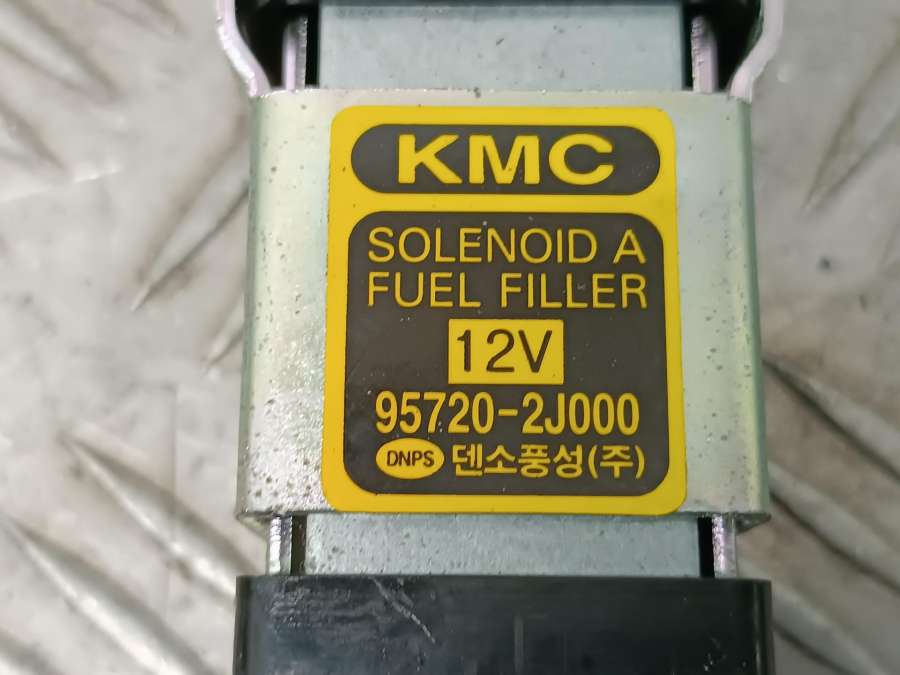 KMC
SOLENOID A
FUEL FILLER
12V
95720-2J000
DNPS 덴소풍성(주)